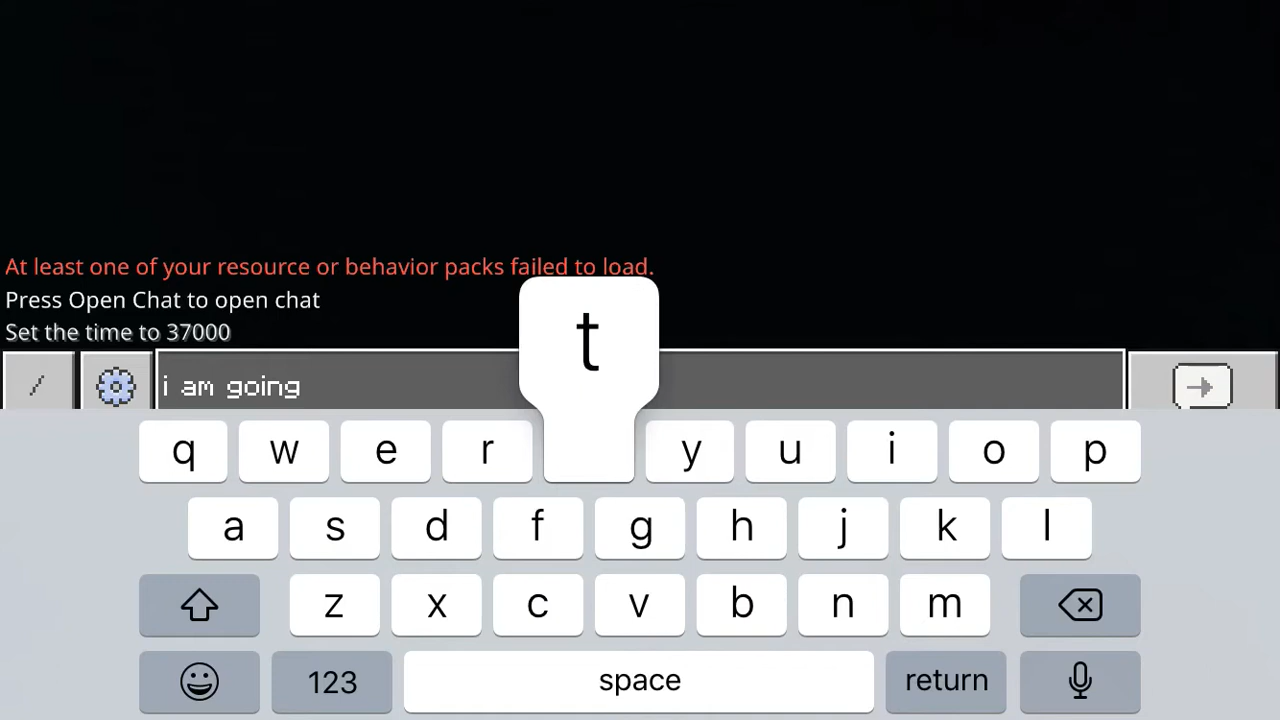 At least one of your resource or behavior packs failed to load.
Press Open Chat to open chat
Set the time to 37000
/ i am going
t
q w e r y u i o p
a s d f g h j k l
z x c v b n m
123 space return